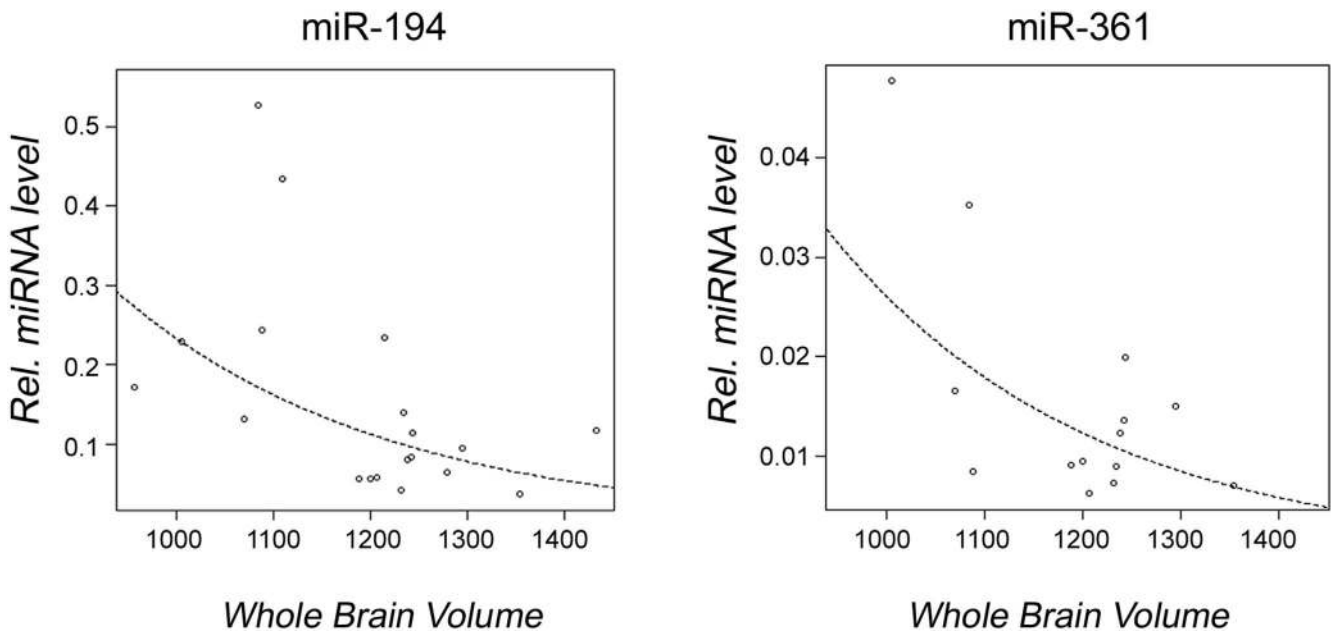 miR-194
Rel. miRNA level
0.5
0.4
0.3
0.2
0.1
1000 1100 1200 1300 1400
Whole Brain Volume
miR-361
Rel. miRNA level
0.04
0.03
0.02
0.01
1000 1100 1200 1300 1400
Whole Brain Volume